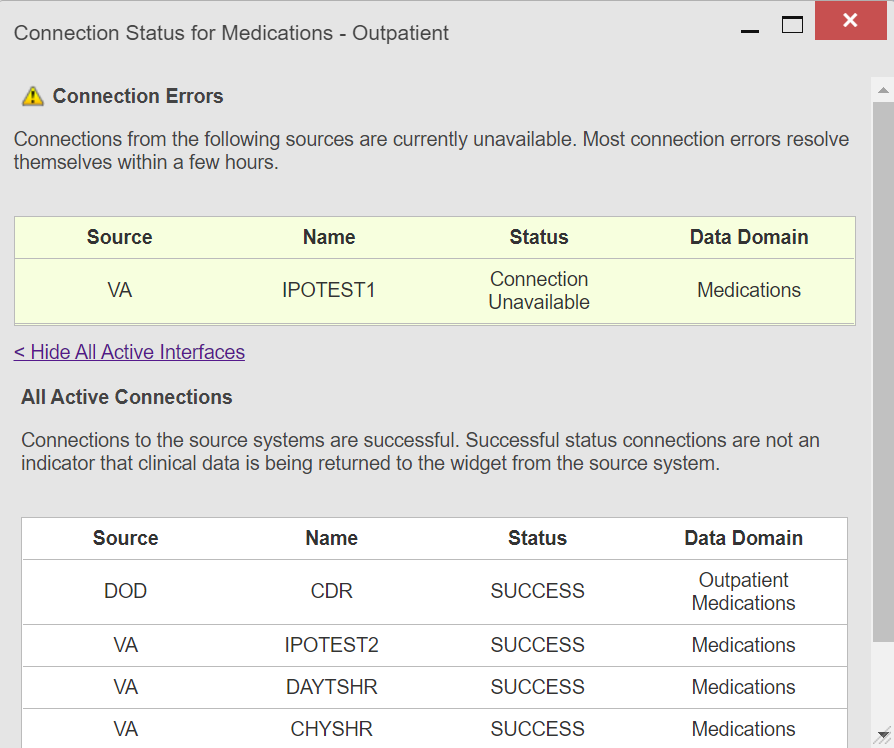 Connection Status for Medications - Outpatient
Connection Errors
Connections from the following sources are currently unavailable. Most connection errors resolve
themselves within a few hours.
Source Name Status Data Domain
VA IPOTEST1 Connection Unavailable Medications
< Hide All Active Interfaces
All Active Connections
Connections to the source systems are successful. Successful status connections are not an
indicator that clinical data is being returned to the widget from the source system.
Source Name Status Data Domain
DOD CDR SUCCESS Outpatient Medications
VA IPOTEST2 SUCCESS Medications
VA DAYTSHR SUCCESS Medications
VA CHYSHR SUCCESS Medications